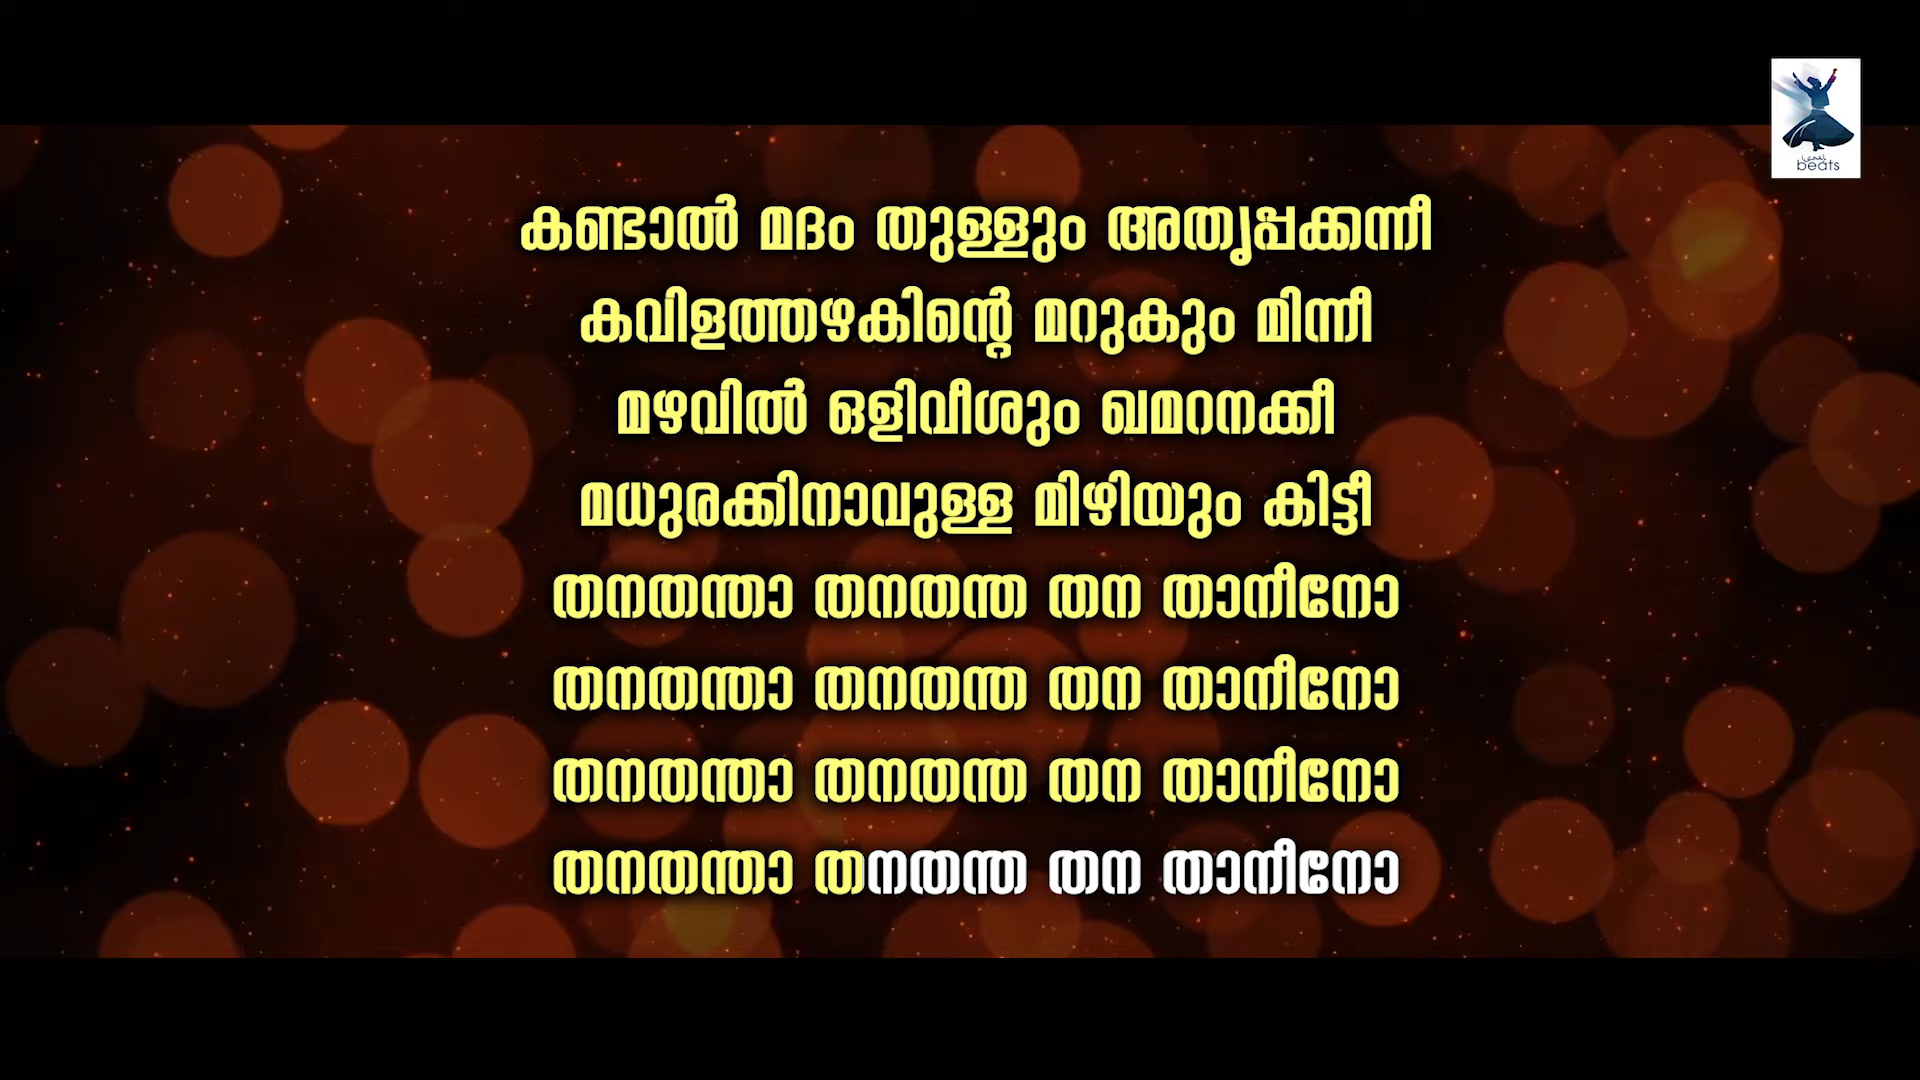 കണ്ടാൽ മദം തുള്ളും അതൃപ്പക്കന്നീ
കവിളത്തഴകിന്റെ മറുകും മിന്നീ
മഴവിൽ ഒളിവീശും ഖമറനക്കീ
മധുരക്കിനാവുള്ള മിഴിയും കിട്ടീ
തനതന്താ തനതന്ത തന താനീനോ
തനതന്താ തനതന്ത തന താനീനോ
തനതന്താ തനതന്ത തന താനീനോ
തനതന്താ തനതന്ത തന താനീനോ
beats